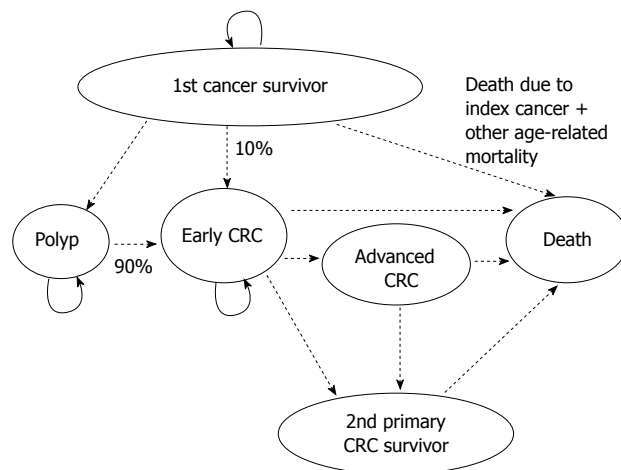 1st cancer survivor
Death due to
index cancer +
other age-related
mortality
10%
Polyp
90%
Early CRC
Advanced
CRC
Death
2nd primary
CRC survivor